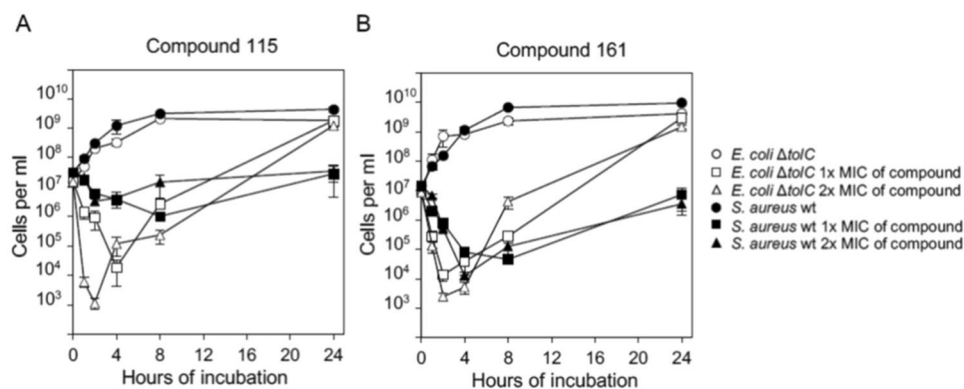 A
Compound 115
Cells per ml
10¹⁰
10⁹
10⁸
10⁷
10⁶
10⁵
10⁴
10³
0 4 8 12 16 20 24
Hours of incubation
B
Compound 161
Cells per ml
10¹⁰
10⁹
10⁸
10⁷
10⁶
10⁵
10⁴
10³
0 4 8 12 16 20 24
Hours of incubation
E. coli ΔtolC
E. coli ΔtolC 1x MIC of compound
E. coli ΔtolC 2x MIC of compound
S. aureus wt
S. aureus wt 1x MIC of compound
S. aureus wt 2x MIC of compound